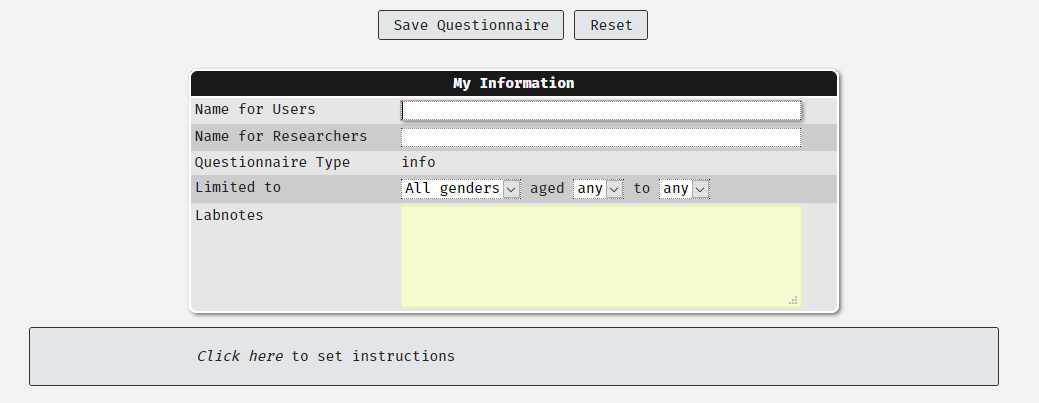 Save Questionnaire Reset
My Information
Name for Users
Name for Researchers
Questionnaire Type info
Limited to All genders aged any to any
Labnotes
Click here to set instructions